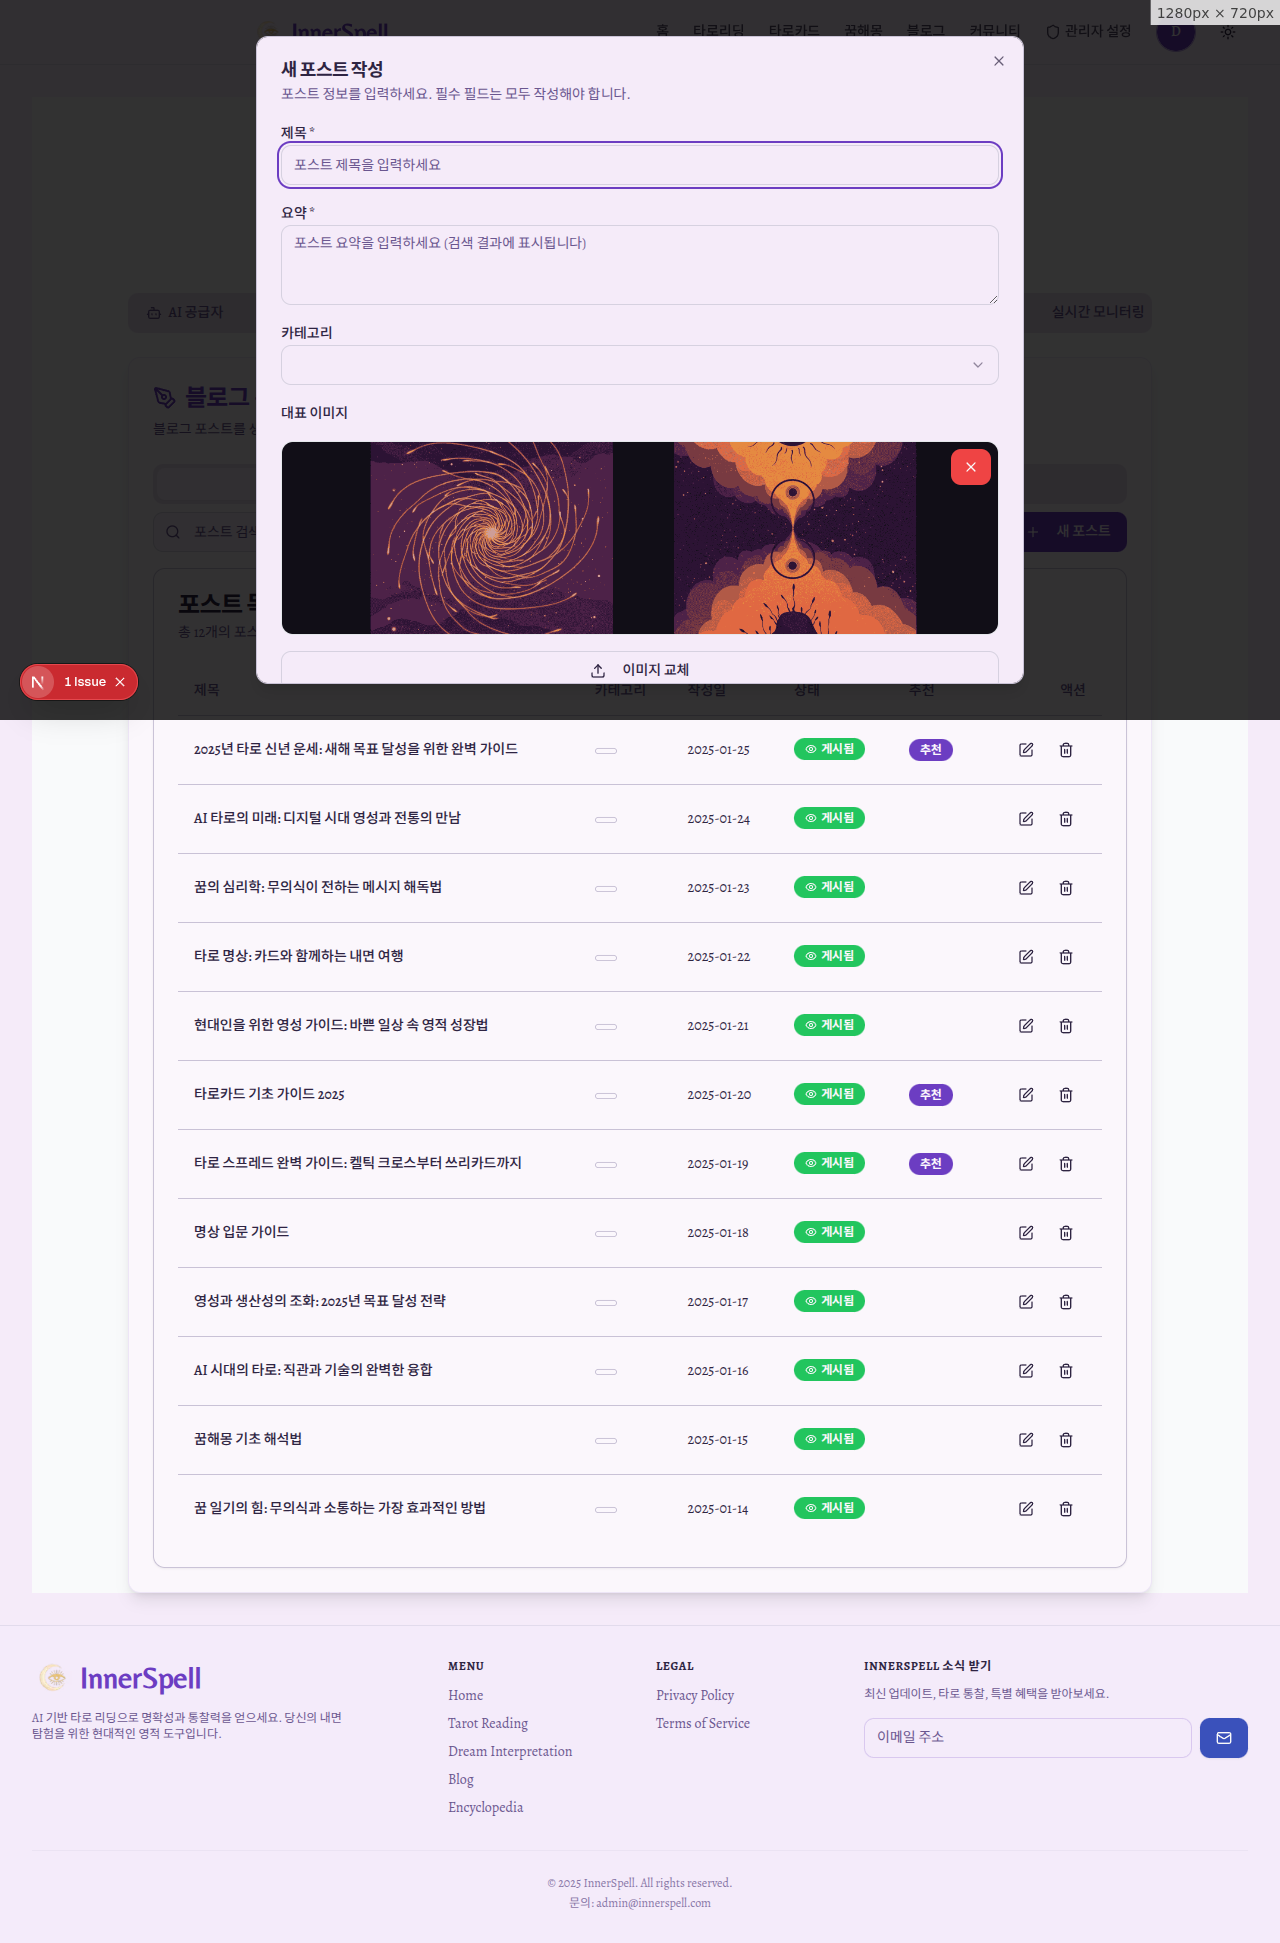 1280px × 720px
InnerSpell
홈 타로리딩 타로카드 꿈해몽 블로그 커뮤니티 관리자 설정 D
새 포스트 작성
포스트 정보를 입력하세요. 필수 필드는 모두 작성해야 합니다.
제목 *
포스트 제목을 입력하세요
요약 *
포스트 요약을 입력하세요 (검색 결과에 표시됩니다)
카테고리
대표 이미지
이미지 교체
AI 공급자
실시간 모니터링
블로그
블로그 포스트를
포스트 검색
새 포스트
포스트
총 12개의
1 Issue
제목 카테고리 작성일 상태 추천 액션
2025년 타로 신년 운세: 새해 목표 달성을 위한 완벽 가이드 2025-01-25 게시됨 추천
AI 타로의 미래: 디지털 시대 영성과 전통의 만남 2025-01-24 게시됨
꿈의 심리학: 무의식이 전하는 메시지 해독법 2025-01-23 게시됨
타로 명상: 카드와 함께하는 내면 여행 2025-01-22 게시됨
현대인을 위한 영성 가이드: 바쁜 일상 속 영적 성장법 2025-01-21 게시됨
타로카드 기초 가이드 2025 2025-01-20 게시됨 추천
타로 스프레드 완벽 가이드: 켈틱 크로스부터 쓰리카드까지 2025-01-19 게시됨 추천
명상 입문 가이드 2025-01-18 게시됨
영성과 생산성의 조화: 2025년 목표 달성 전략 2025-01-17 게시됨
AI 시대의 타로: 직관과 기술의 완벽한 융합 2025-01-16 게시됨
꿈해몽 기초 해석법 2025-01-15 게시됨
꿈 일기의 힘: 무의식과 소통하는 가장 효과적인 방법 2025-01-14 게시됨
InnerSpell
AI 기반 타로 리딩으로 명확성과 통찰력을 얻으세요. 당신의 내면
탐험을 위한 현대적인 영적 도구입니다.
MENU
Home
Tarot Reading
Dream Interpretation
Blog
Encyclopedia
LEGAL
Privacy Policy
Terms of Service
INNERSPELL 소식 받기
최신 업데이트, 타로 통찰, 특별 혜택을 받아보세요.
이메일 주소
© 2025 InnerSpell. All rights reserved.
문의: admin@innerspell.com